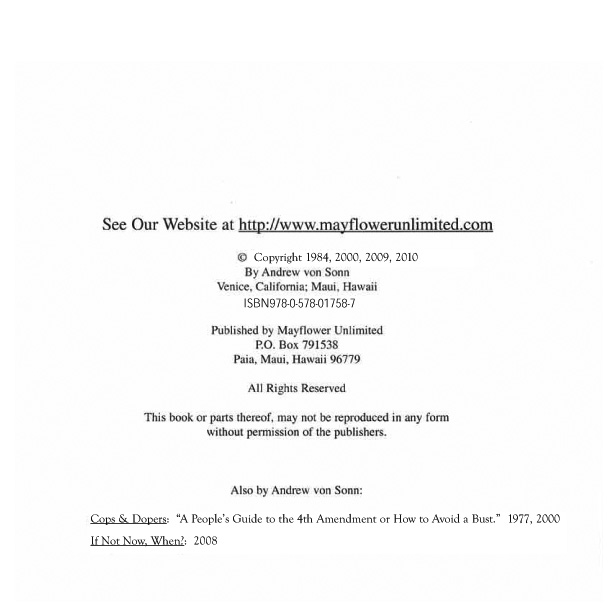 See Our Website at http://www.mayflowerunlimited.com
© Copyright 1984, 2000, 2009, 2010
By Andrew von Sonn
Venice, California; Maui, Hawaii
ISBN978-0-578-01758-7
Published by Mayflower Unlimited
P.O. Box 791538
Paia, Maui, Hawaii 96779
All Rights Reserved
This book or parts thereof, may not be reproduced in any form
without permission of the publishers.
Also by Andrew von Sonn:
Cops & Dopers: “A People’s Guide to the 4th Amendment or How to Avoid a Bust.” 1977, 2000
If Not Now, When?: 2008